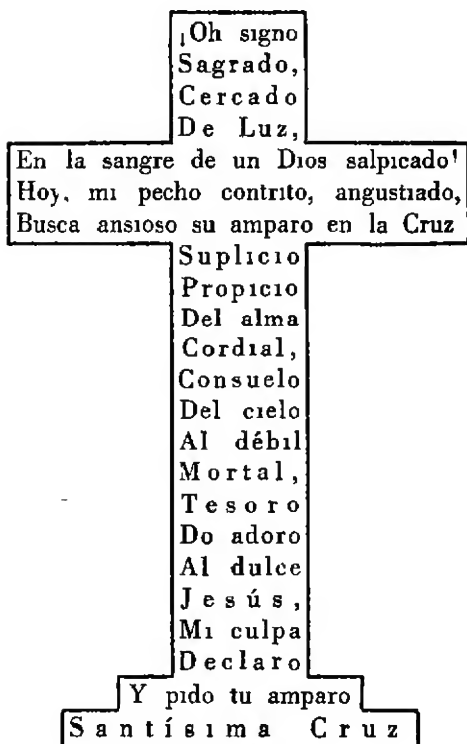 ¡Oh signo
Sagrado,
Cercado
De Luz,
En la sangre de un Dios salpicado!
Hoy, mi pecho contrito, angustiado,
Busca ansioso su amparo en la Cruz
Suplicio
Propicio
Del alma
Cordial,
Consuelo
Del cielo
Al débil
Mortal,
Tesoro
Do adoro
Al dulce
Jesús,
Mi culpa
Declaro
Y pido tu amparo
Santísima Cruz